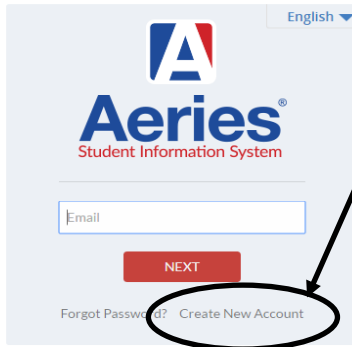 English
A
Aeries®
Student Information System
Email
NEXT
Forgot Password? Create New Account